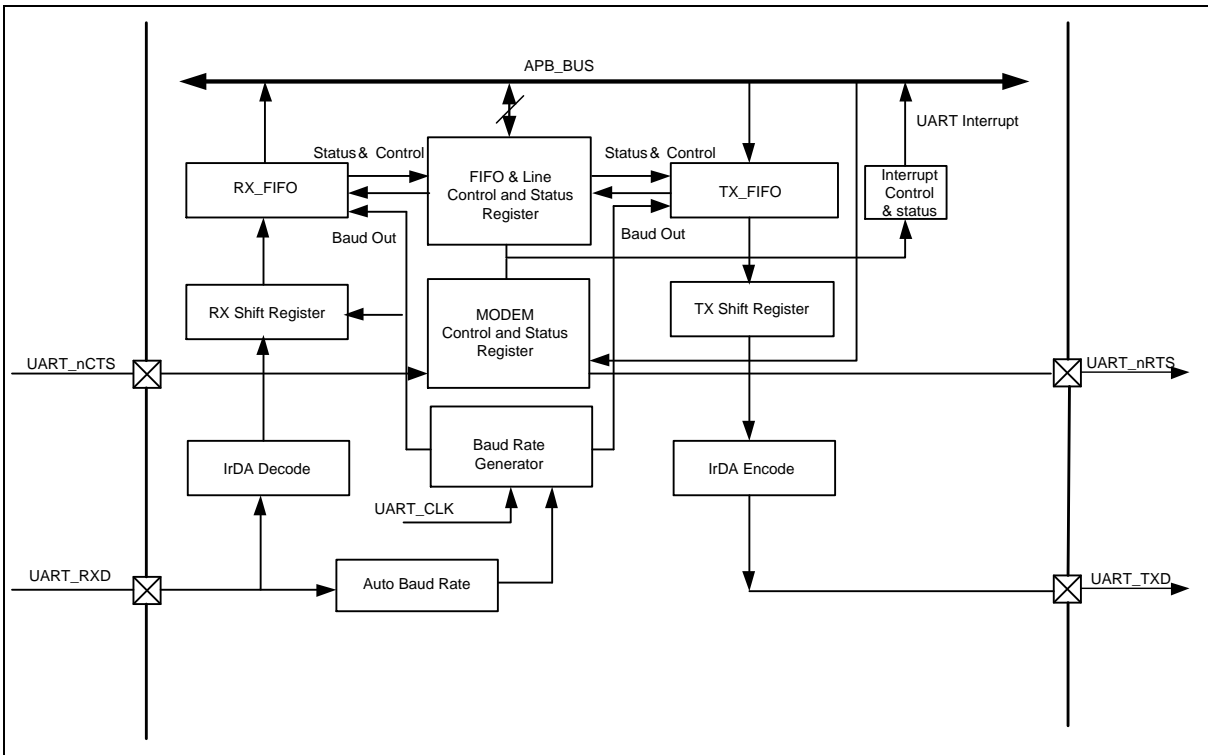 APB_BUS
UART Interrupt
Status & Control
Status & Control
RX_FIFO
FIFO & Line
Control and Status
Register
TX_FIFO
Interrupt
Control
& status
Baud Out
Baud Out
RX Shift Register
MODEM
Control and Status
Register
TX Shift Register
UART_nCTS
UART_nRTS
IrDA Decode
Baud Rate
Generator
IrDA Encode
UART_CLK
UART_RXD
Auto Baud Rate
UART_TXD